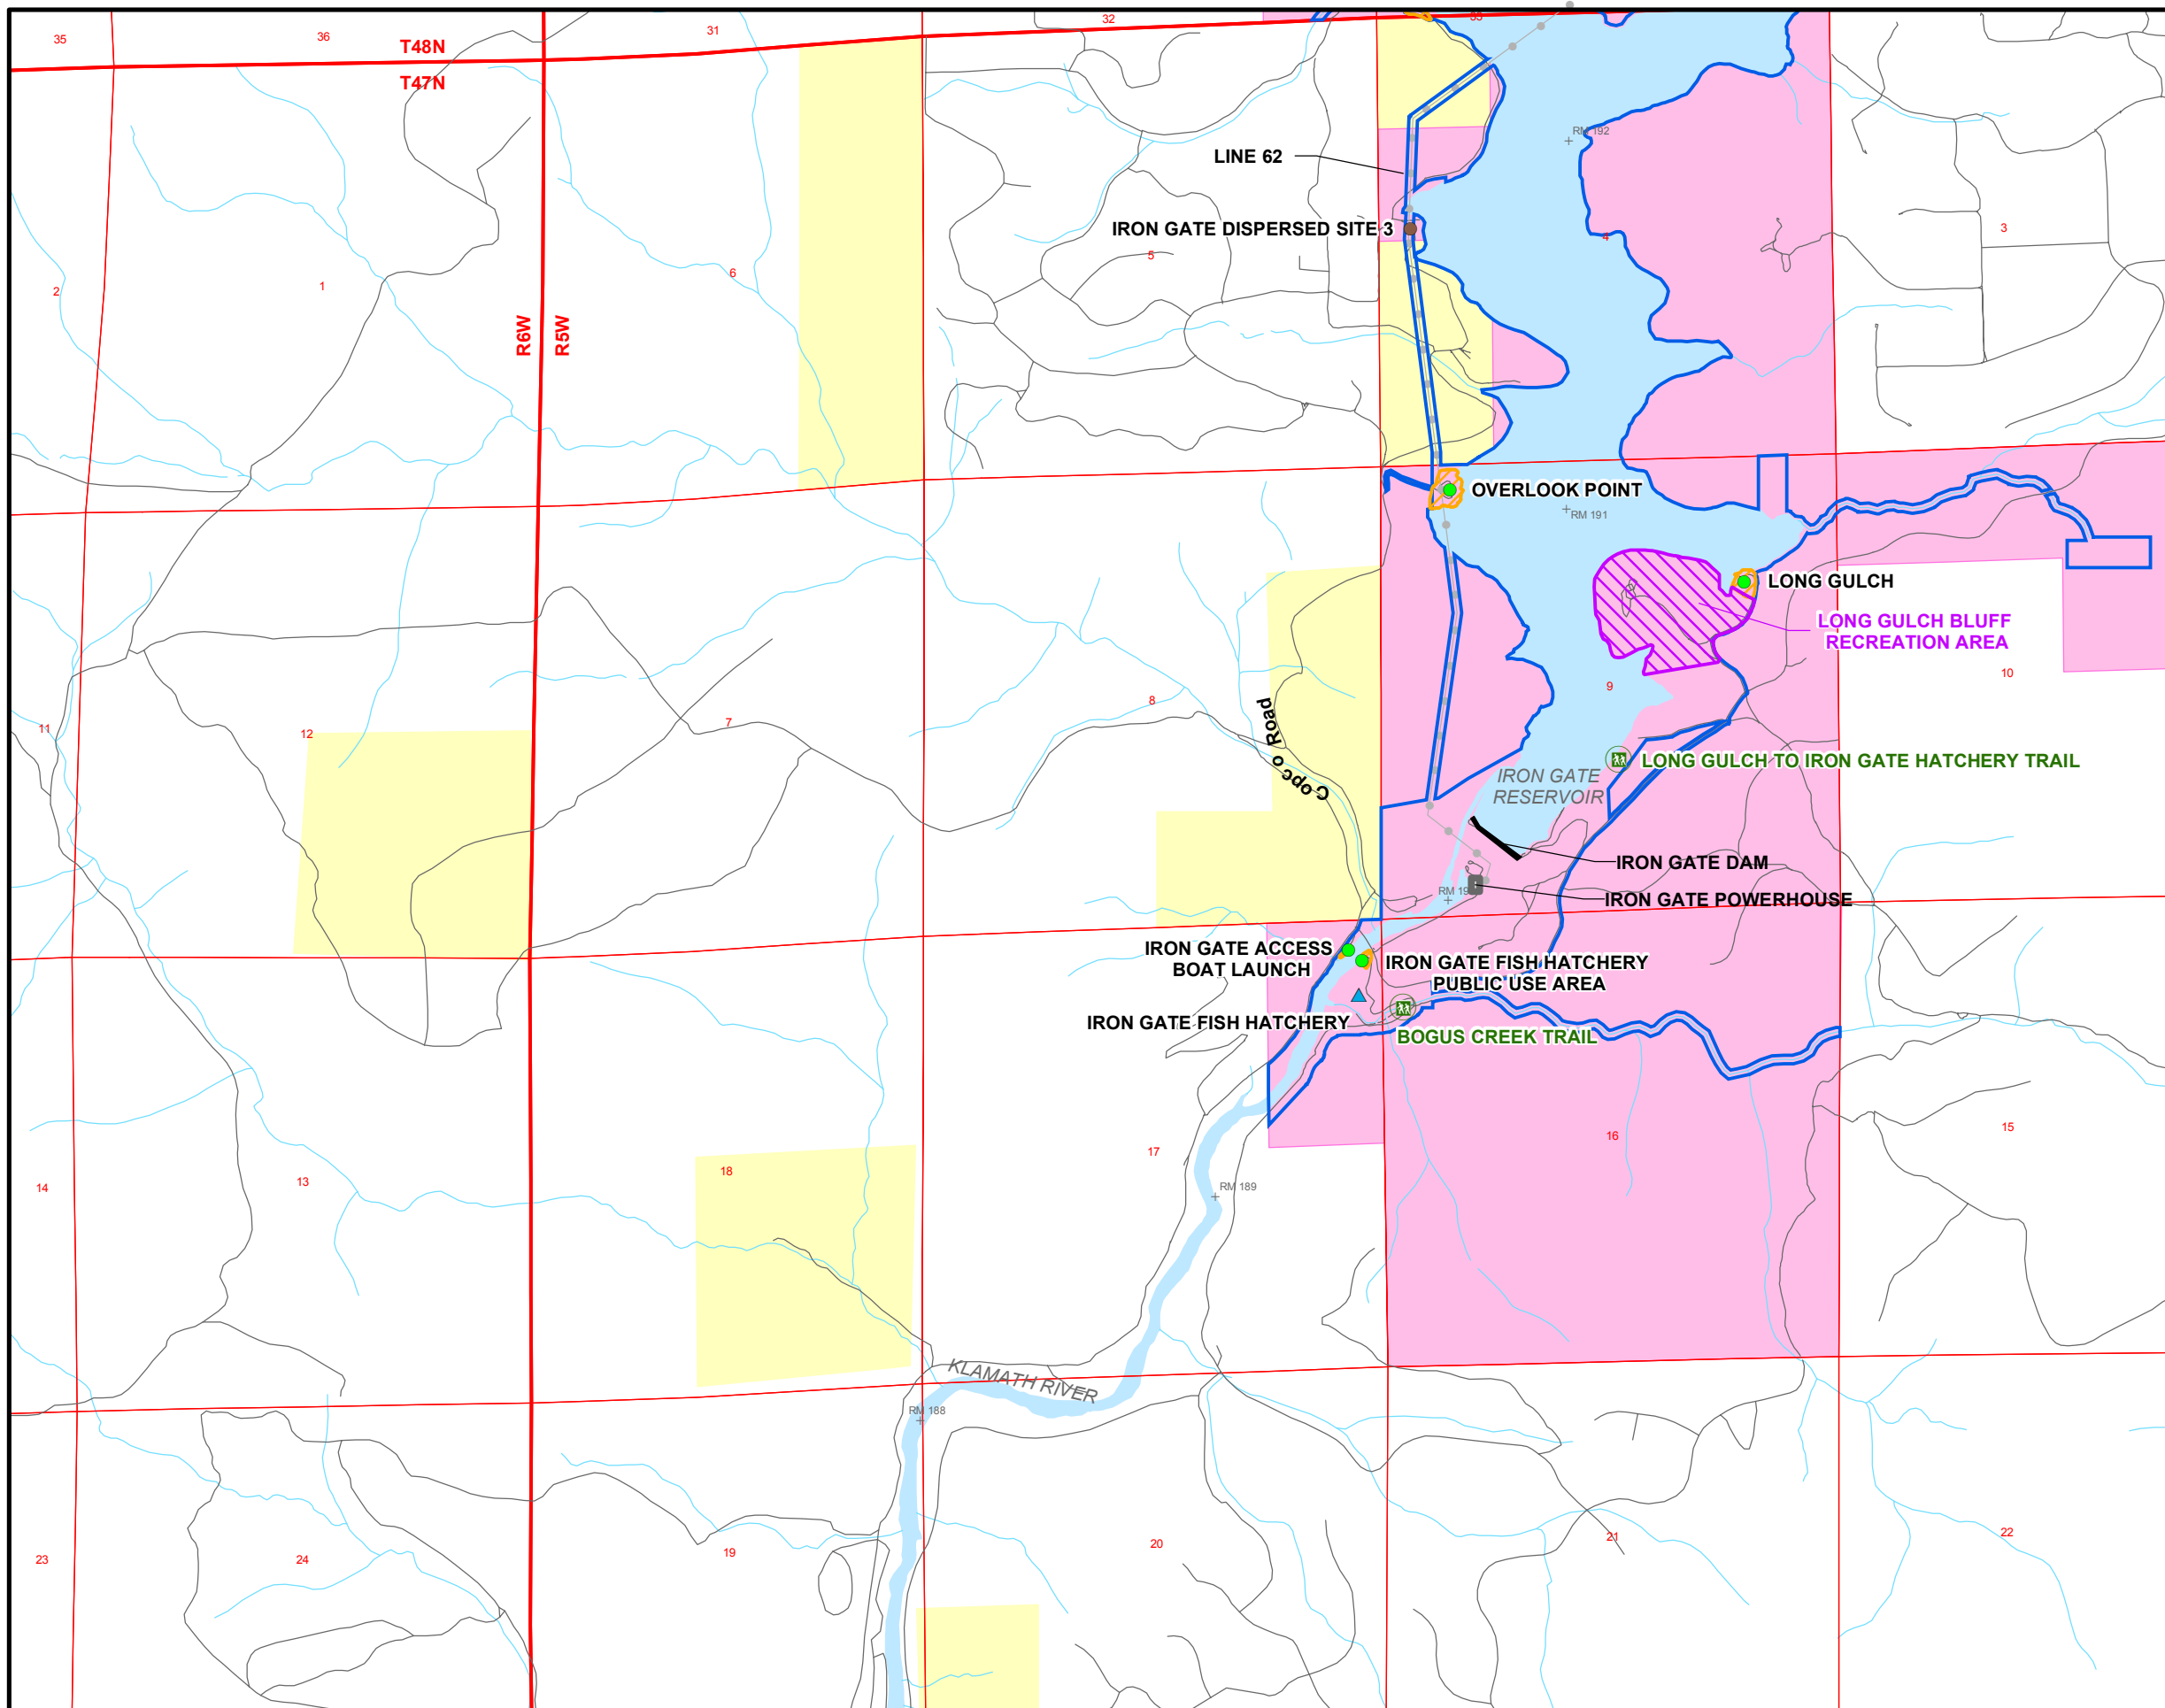 35
36
31
32
33
T48N
T47N
RM 192
LINE 62
IRON GATE DISPERSED SITE 3
2
1
6
5
4
3
R6W
R5W
OVERLOOK POINT
RM 191
LONG GULCH
LONG GULCH BLUFF
RECREATION AREA
11
12
7
8
9
10
Copco Road
LONG GULCH TO IRON GATE HATCHERY TRAIL
IRON GATE
RESERVOIR
IRON GATE DAM
RM 19
IRON GATE POWERHOUSE
IRON GATE ACCESS
BOAT LAUNCH
IRON GATE FISH HATCHERY
PUBLIC USE AREA
IRON GATE FISH HATCHERY
BOGUS CREEK TRAIL
14
13
18
17
16
15
RM 189
KLAMATH RIVER
RM 188
23
24
19
20
21
22